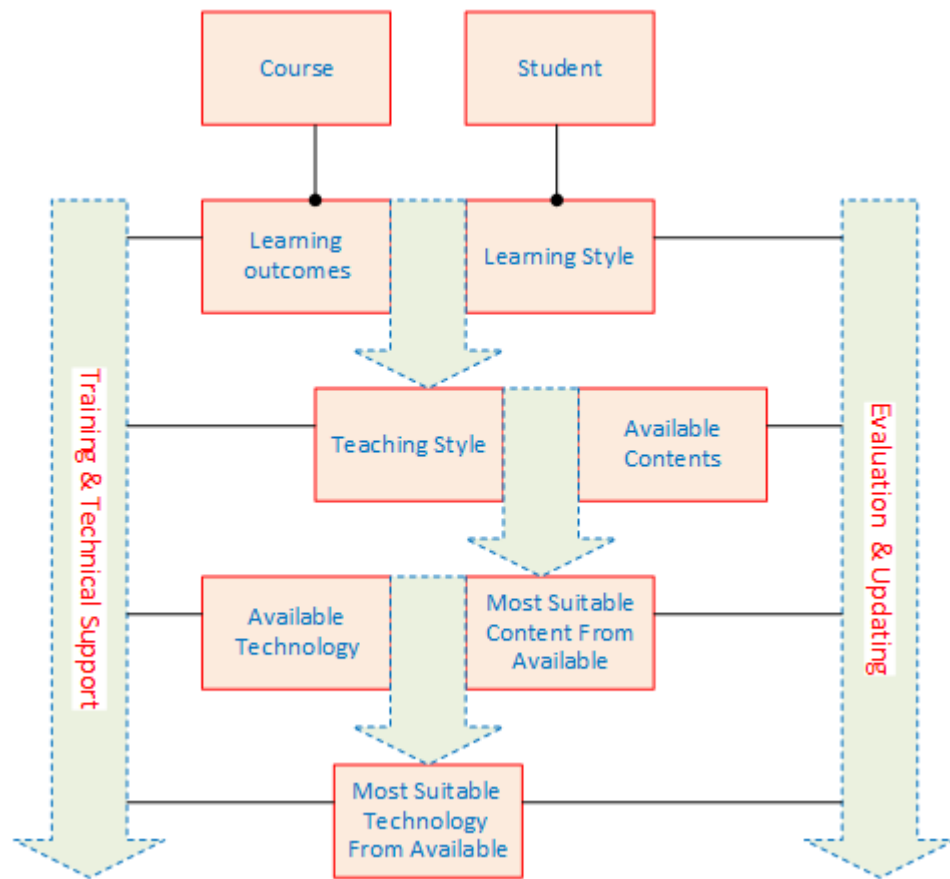 Course
Student
Learning
outcomes
Learning Style
Teaching Style
Available
Contents
Available
Technology
Most Suitable
Content From
Available
Most Suitable
Technology
From Available
Training & Technical Support
Evaluation & Updating